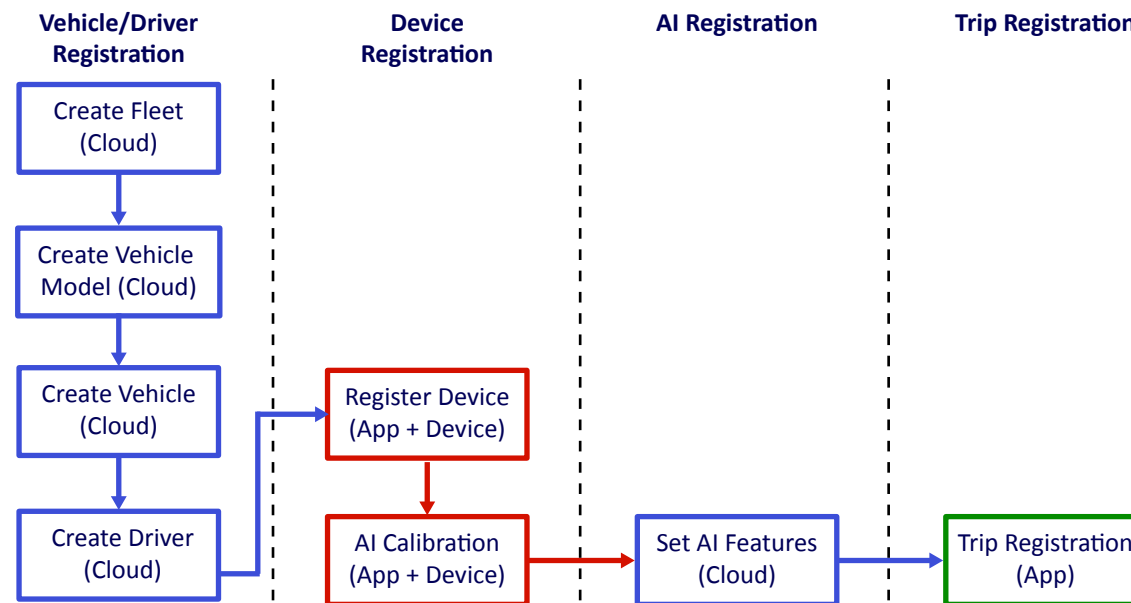 Vehicle/Driver
Registration
Device
Registration
AI Registration
Trip Registration
Create Fleet
(Cloud)
Create Vehicle
Model (Cloud)
Create Vehicle
(Cloud)
Create Driver
(Cloud)
Register Device
(App + Device)
AI Calibration
(App + Device)
Set AI Features
(Cloud)
Trip Registration
(App)